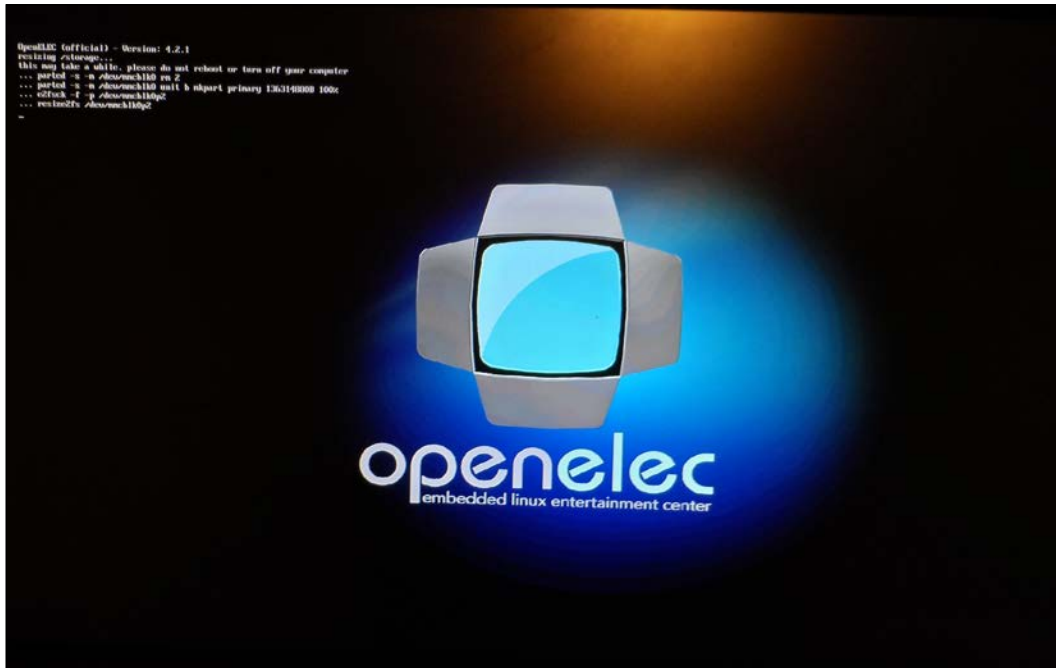 OpenELEC (official) - Version: 4.2.1
resizing /storage...
this may take a while. please do not reboot or turn off your computer
... parted -s -m /dev/mmcblk0 rm 2
... parted -s -m /dev/mmcblk0 unit b mkpart primary 100%
... e2fsck -f -p /dev/mmcblk0p2
... resize2fs /dev/mmcblk0p2
openelec
embedded linux entertainment center